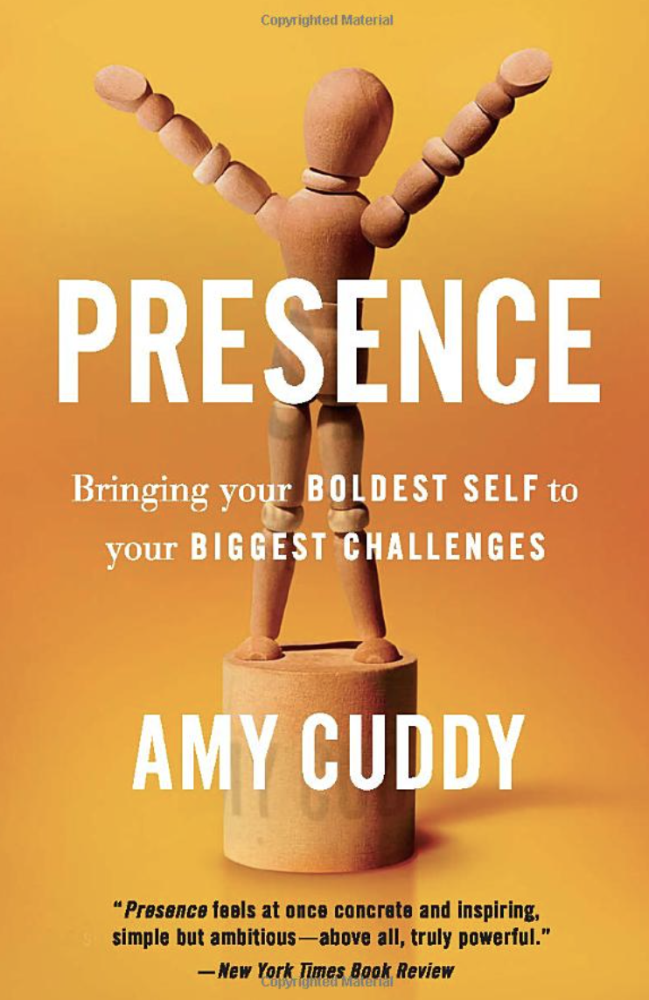 Copyrighted Material
PRESENCE
Bringing your BOLDEST SELF to
your BIGGEST CHALLENGES
AMY CUDDY
“Presence feels at once concrete and inspiring,
simple but ambitious—above all, truly powerful.”
—New York Times Book Review
Copyrighted Material